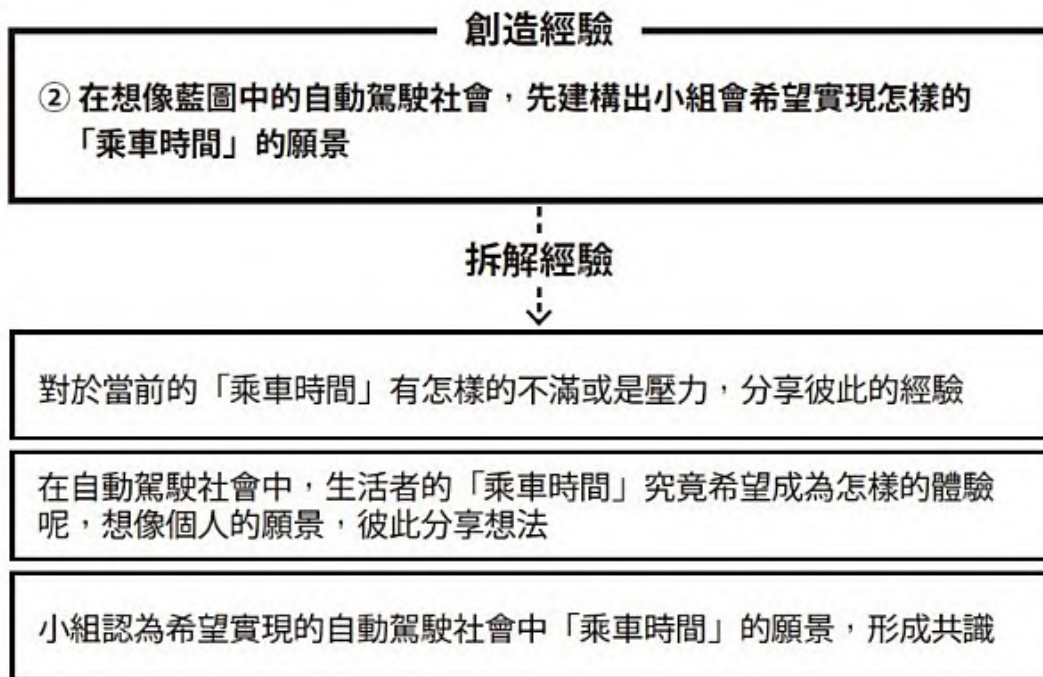 創造經驗
② 在想像藍圖中的自動駕駛社會，先建構出小組會希望實現怎樣的
「乘車時間」的願景
拆解經驗
對於當前的「乘車時間」有怎樣的不滿或是壓力，分享彼此的經驗
在自動駕駛社會中，生活者的「乘車時間」究竟希望成為怎樣的體驗
呢，想像個人的願景，彼此分享想法
小組認為希望實現的自動駕駛社會中「乘車時間」的願景，形成共識